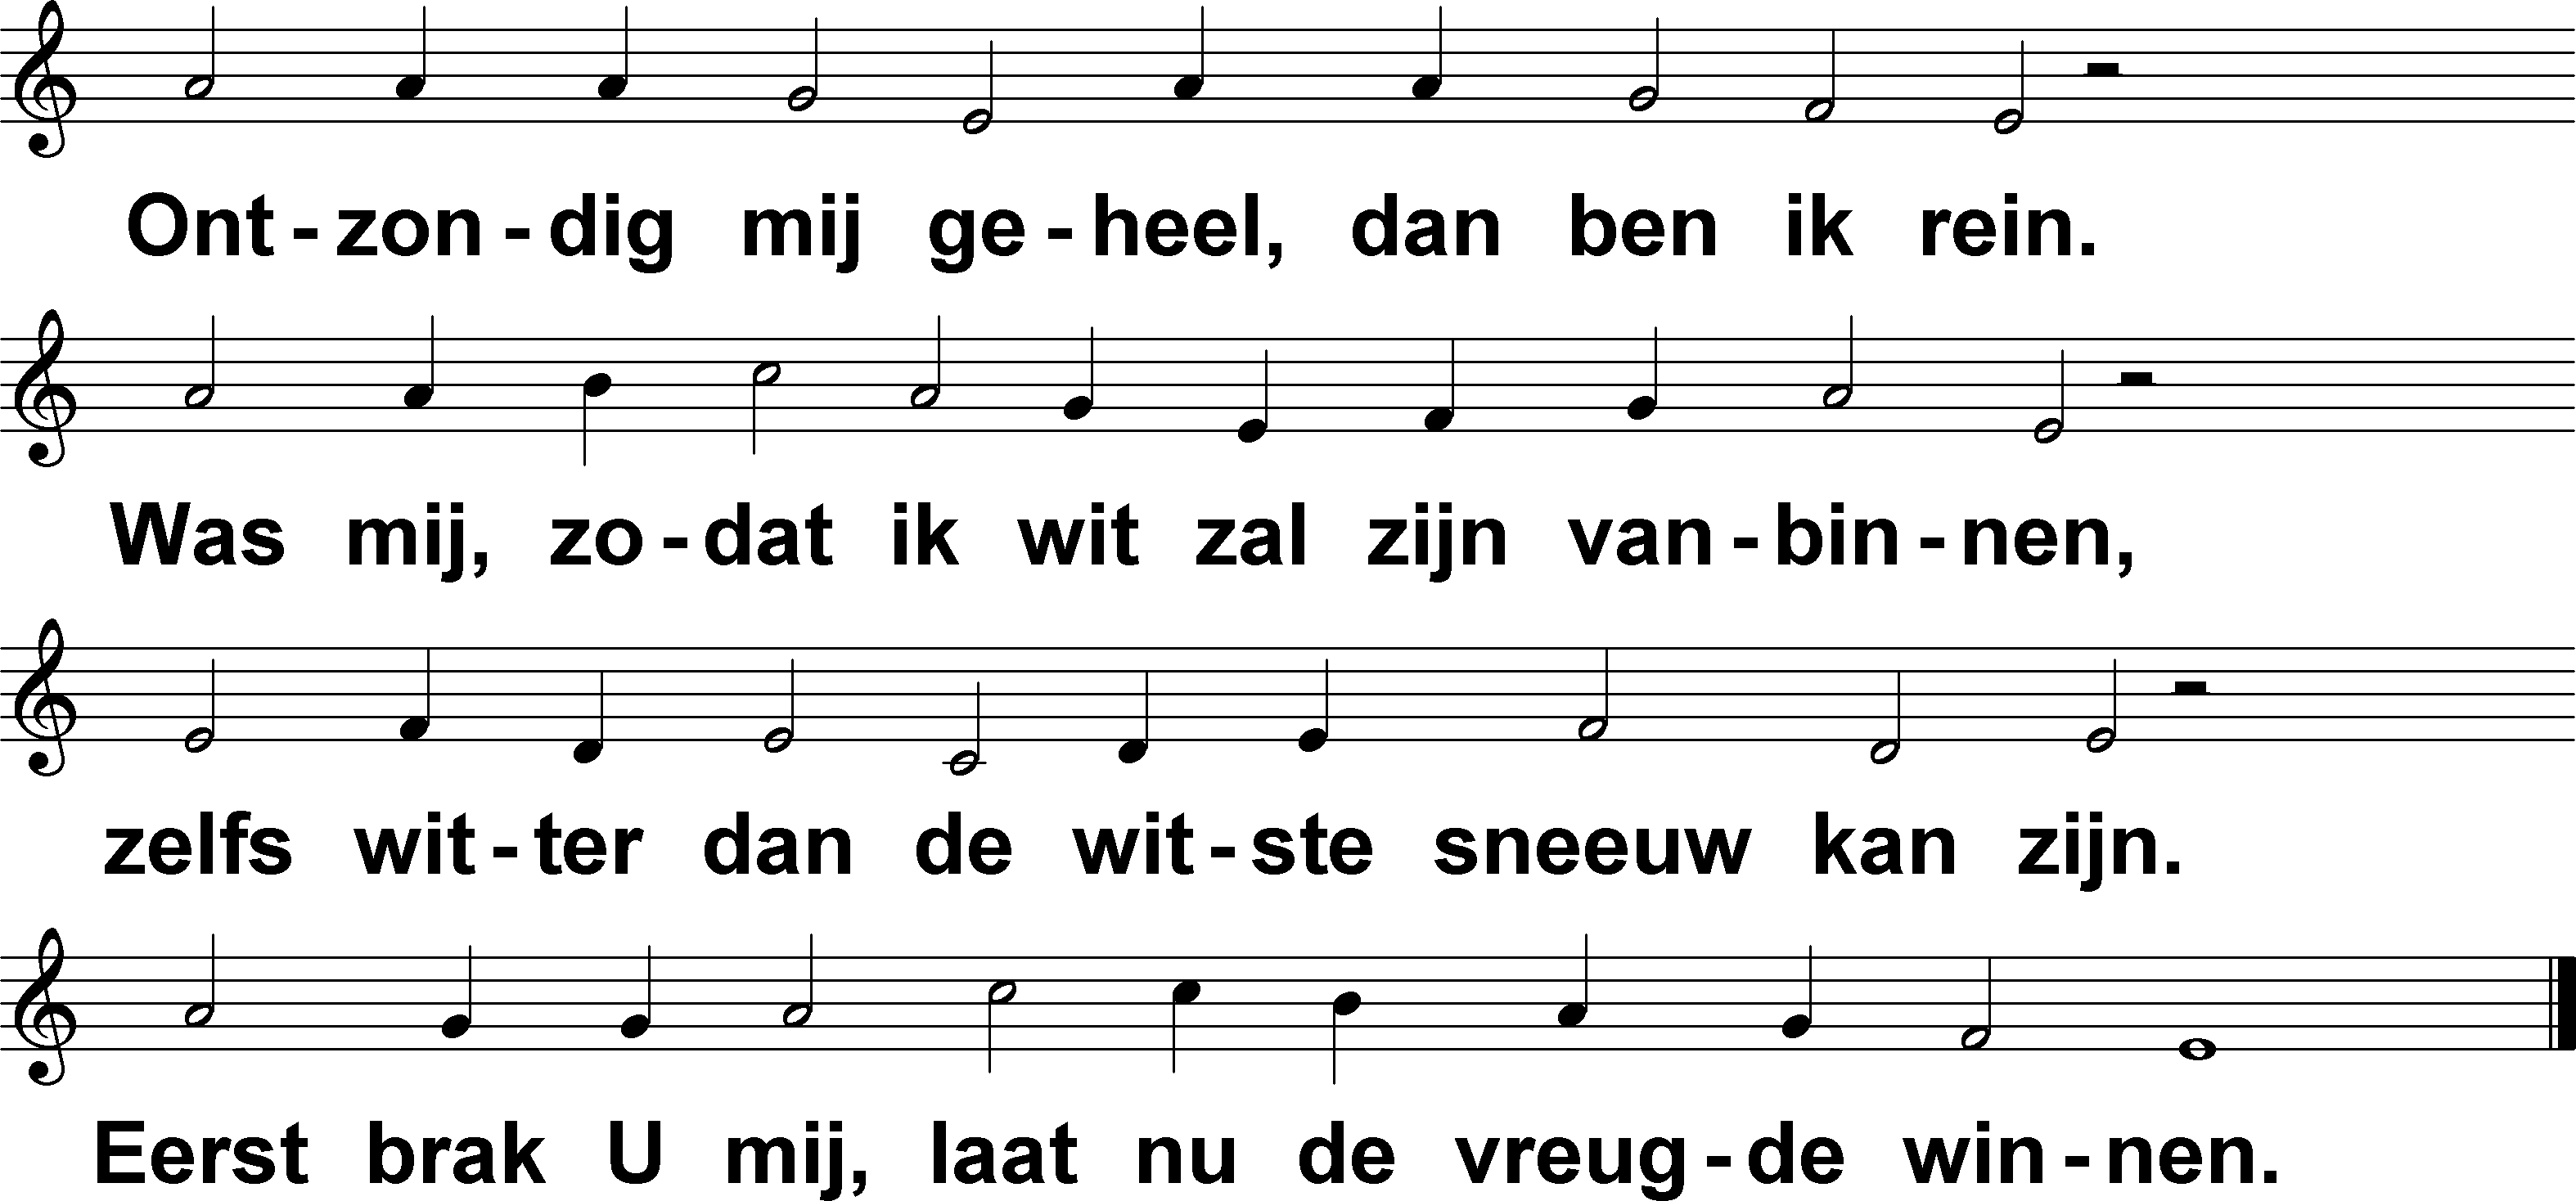 Ont - zon - dig mij ge - heel, dan ben ik rein.
Was mij, zo - dat ik wit zal zijn van - bin - nen,
zelfs wit - ter dan de wit - ste sneeuw kan zijn.
Eerst brak U mij, laat nu de vreug - de win - nen.